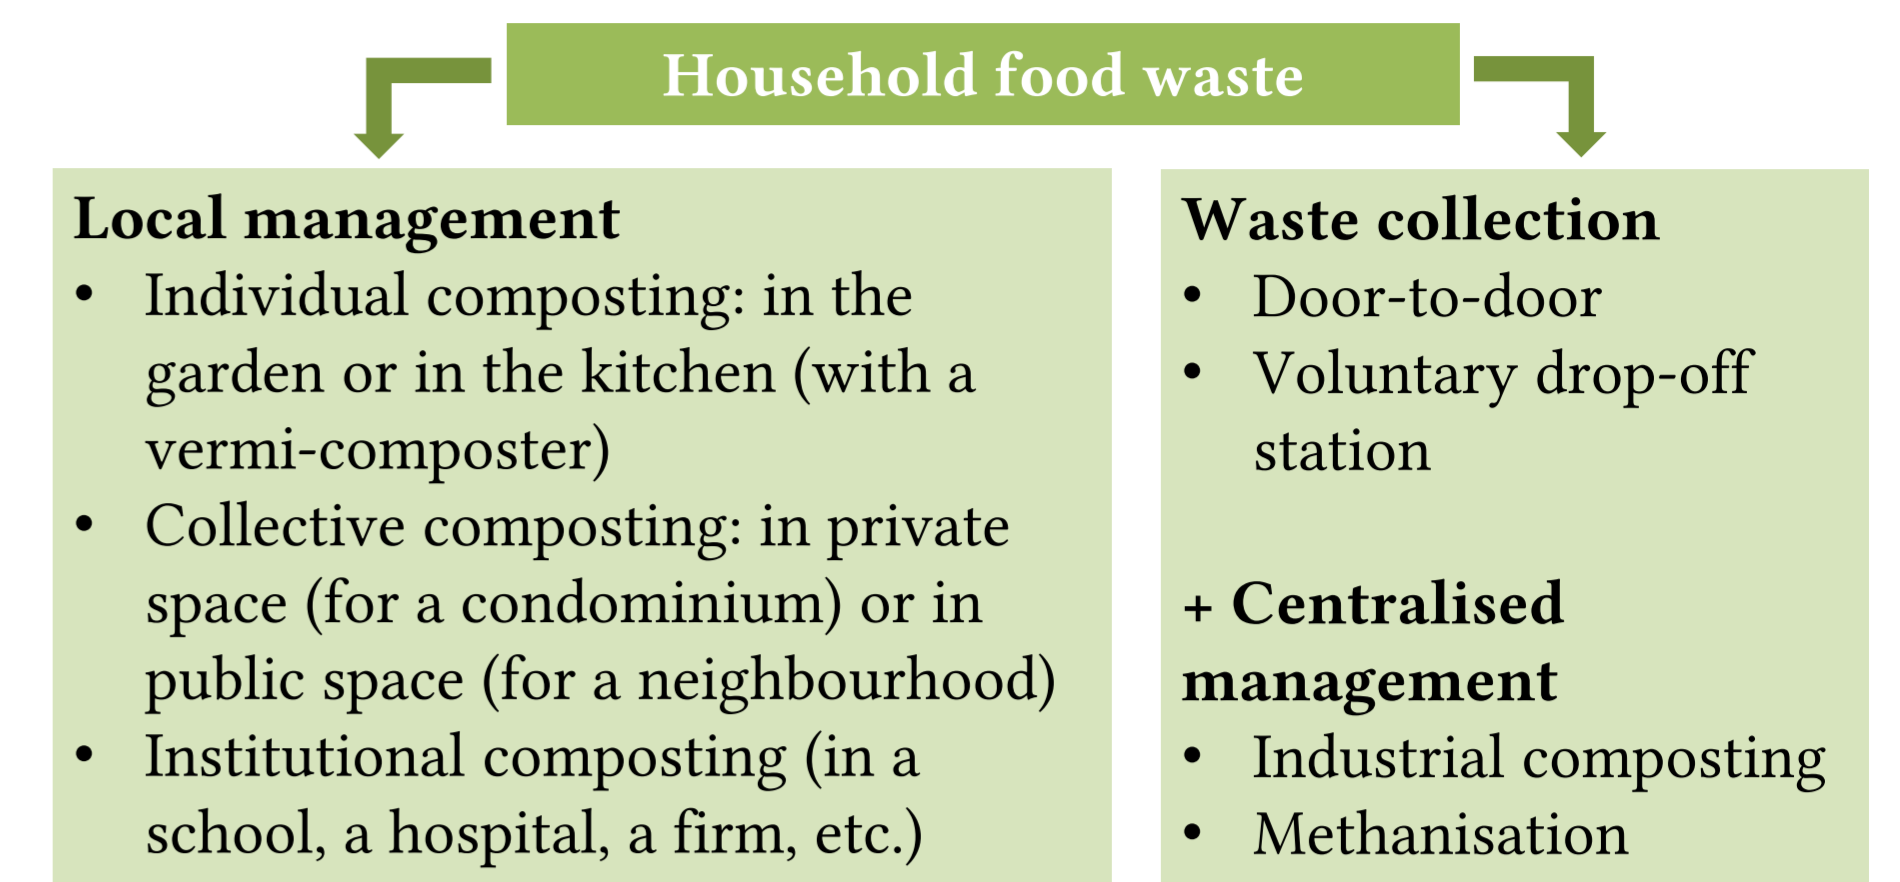 Household food waste
Local management
• Individual composting: in the
garden or in the kitchen (with a
vermi-composter)
• Collective composting: in private
space (for a condominium) or in
public space (for a neighbourhood)
• Institutional composting (in a
school, a hospital, a firm, etc.)
Waste collection
• Door-to-door
• Voluntary drop-off
station
+ Centralised
management
• Industrial composting
• Methanisation